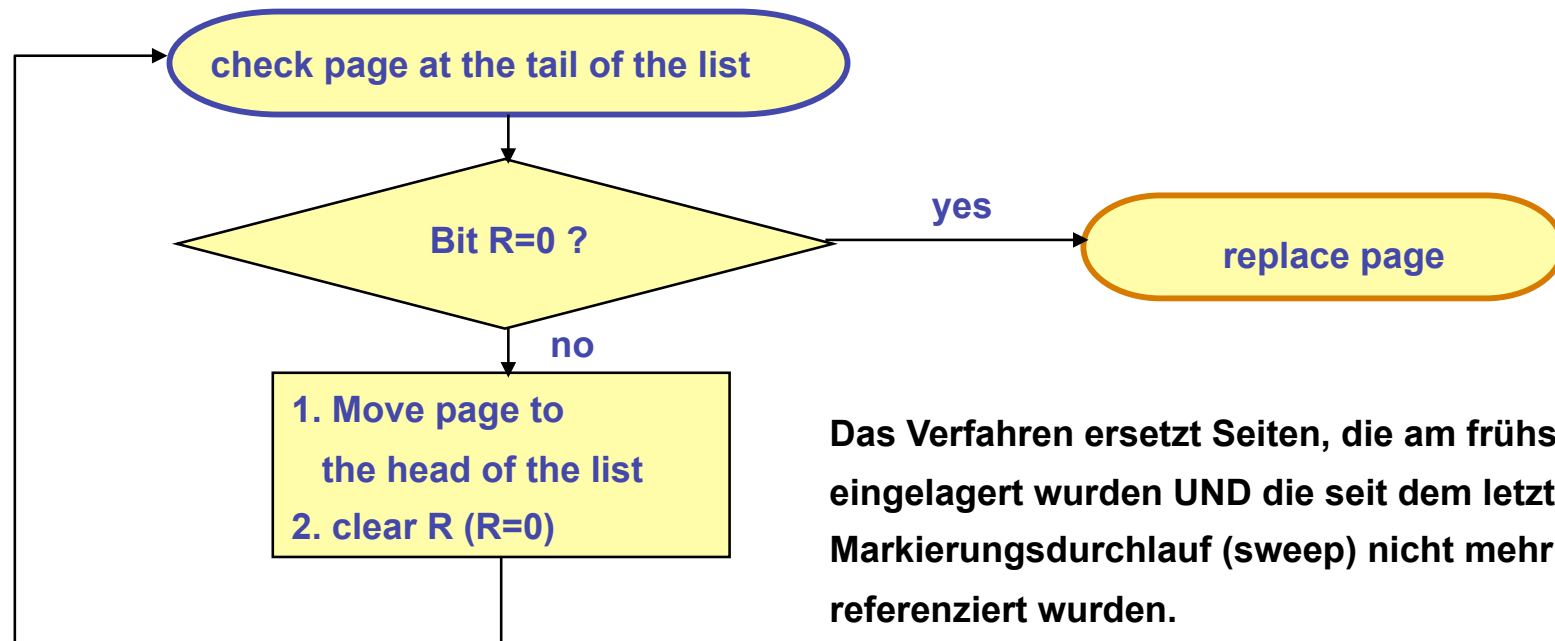 check page at the tail of the list
Bit R=0 ?
yes
replace page
no
1. Move page to
the head of the list
2. clear R (R=0)
Das Verfahren ersetzt Seiten, die am frühs
eingelagert wurden UND die seit dem letzt
Markierungsdurchlauf (sweep) nicht mehr
referenziert wurden.